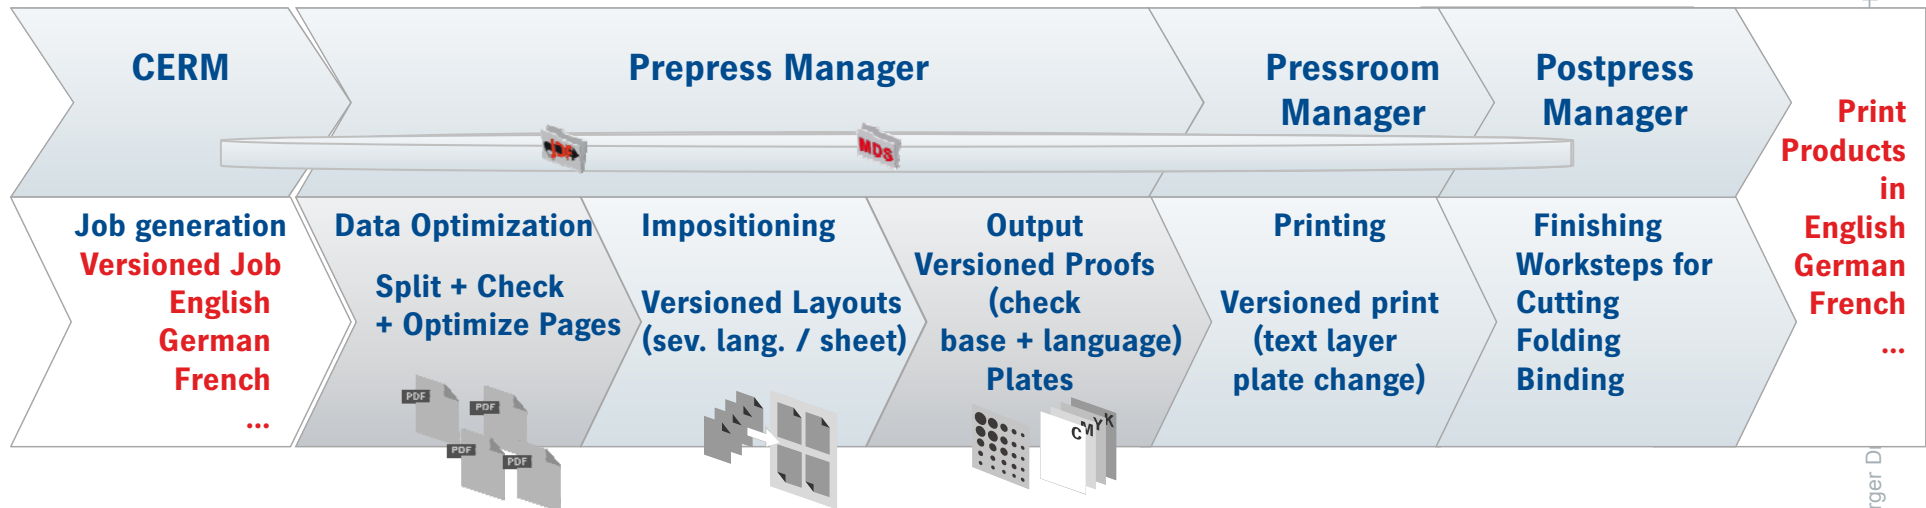 CERM
Prepress Manager
Pressroom
Manager
Postpress
Manager
MDS
Job generation
Versioned Job
English
German
French
...
Data Optimization
Split + Check
+ Optimize Pages
PDF
PDF
PDF
PDF
Impositioning
Versioned Layouts
(sev. lang. / sheet)
Output
Versioned Proofs
(check
base + language)
Plates
C M Y K
Printing
Versioned print
(text layer
plate change)
Finishing
Worksteps for
Cutting
Folding
Binding
Print
Products
in
English
German
French
...